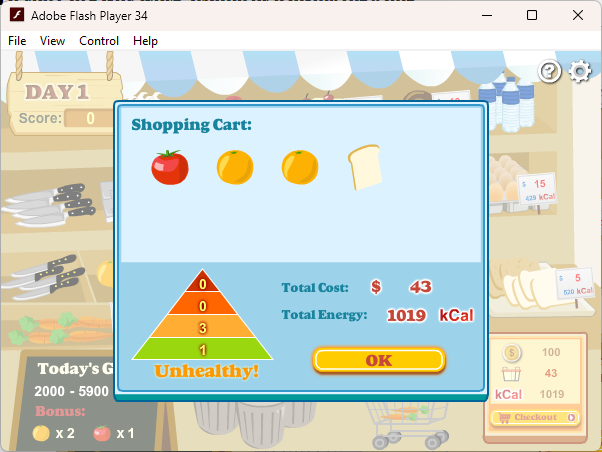 Adobe Flash Player 34
File View Control Help
DAY 1
Score: 0
Shopping Cart:
$ 15
429 kCal
$ 5
520 kCal
0
0
3
1
Unhealthy!
Total Cost: $ 43
Total Energy: 1019 kCal
OK
Today's G
2000 - 5900
Bonus:
x 2
x 1
100
43
kCal 1019
Checkout